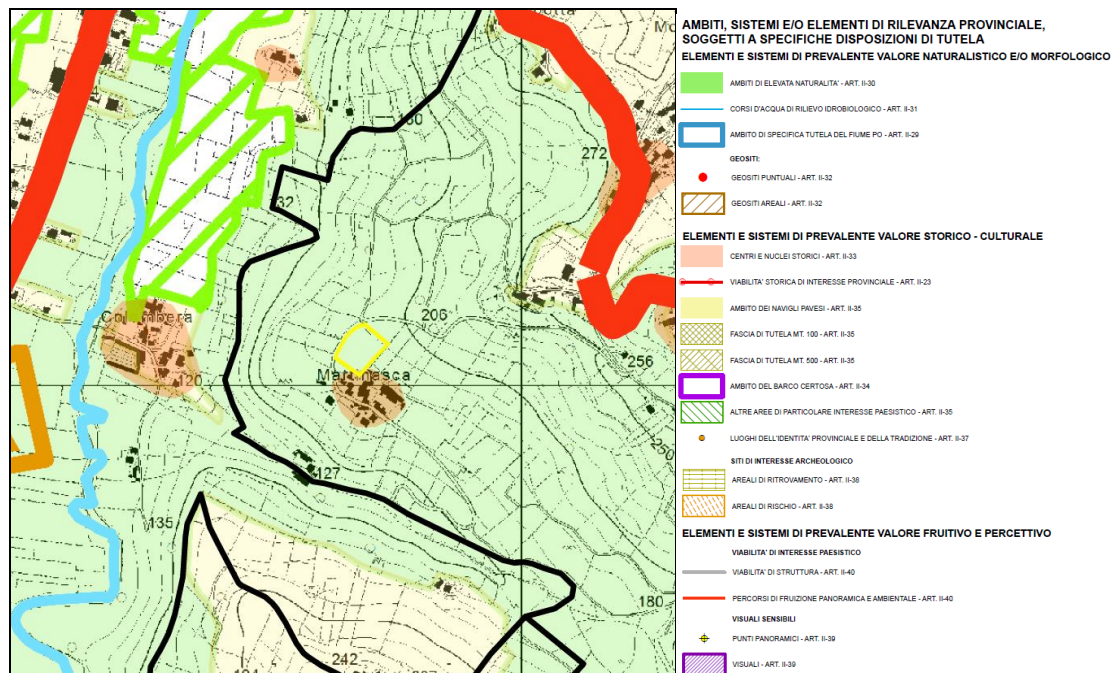 272
132
206
Mo
Colombera
256
Martinasca
120
250
127
135
180
242
AMBITI, SISTEMI E/O ELEMENTI DI RILEVANZA PROVINCIALE,
SOGGETTI A SPECIFICHE DISPOSIZIONI DI TUTELA
ELEMENTI E SISTEMI DI PREVALENTE VALORE NATURALISTICO E/O MORFOLOGICO
AMBITI DI ELEVATA NATURALITA' - ART. II-30
CORSI D'ACQUA DI RILIEVO IDROBIOLOGICO - ART. II-31
AMBITO DI SPECIFICA TUTELA DEL FIUME PO - ART. II-29
GEOSITI:
GEOSITI PUNTUALI - ART. II-32
GEOSITI AREALI - ART. II-32
ELEMENTI E SISTEMI DI PREVALENTE VALORE STORICO - CULTURALE
CENTRI E NUCLEI STORICI - ART. II-33
VIABILITA' STORICA DI INTERESSE PROVINCIALE - ART. II-23
AMBITO DEI NAVIGLI PAVESI - ART. II-35
FASCIA DI TUTELA MT. 100 - ART. II-35
FASCIA DI TUTELA MT. 500 - ART. II-35
AMBITO DEL BARCO CERTOSA - ART. II-34
ALTRE AREE DI PARTICOLARE INTERESSE PAESISTICO - ART. II-35
LUOGHI DELL'IDENTITA' PROVINCIALE E DELLA TRADIZIONE - ART. II-37
SITI DI INTERESSE ARCHEOLOGICO
AREALI DI RITROVAMENTO - ART. II-38
AREALI DI RISCHIO - ART. II-38
ELEMENTI E SISTEMI DI PREVALENTE VALORE FRUITIVO E PERCETTIVO
VIABILITA' DI INTERESSE PAESISTICO
VIABILITA' DI STRUTTURA - ART. II-40
PERCORSI DI FRUIZIONE PANORAMICA E AMBIENTALE - ART. II-40
VISUALI SENSIBILI
PUNTI PANORAMICI - ART. II-39
VISUALI - ART. II-39